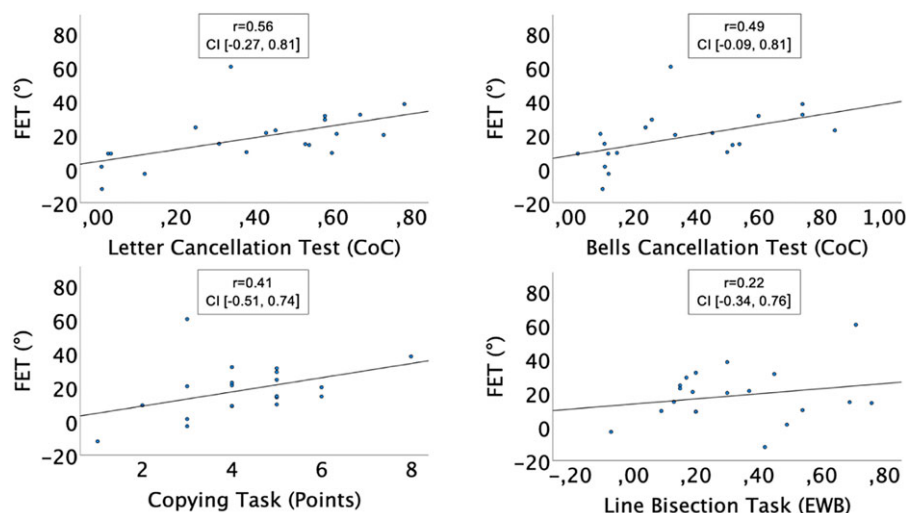 r=0.56
CI [-0.27, 0.81]
FET (°)
80
60
40
20
0
-20
,00 ,20 ,40 ,60 ,80
Letter Cancellation Test (CoC)
r=0.49
CI [-0.09, 0.81]
FET (°)
80
60
40
20
0
-20
,00 ,20 ,40 ,60 ,80 1,00
Bells Cancellation Test (CoC)
r=0.41
CI [-0.51, 0.74]
FET (°)
80
60
40
20
0
-20
2 4 6 8
Copying Task (Points)
r=0.22
CI [-0.34, 0.76]
FET (°)
80
60
40
20
0
-20
-,20 ,00 ,20 ,40 ,60 ,80
Line Bisection Task (EWB)